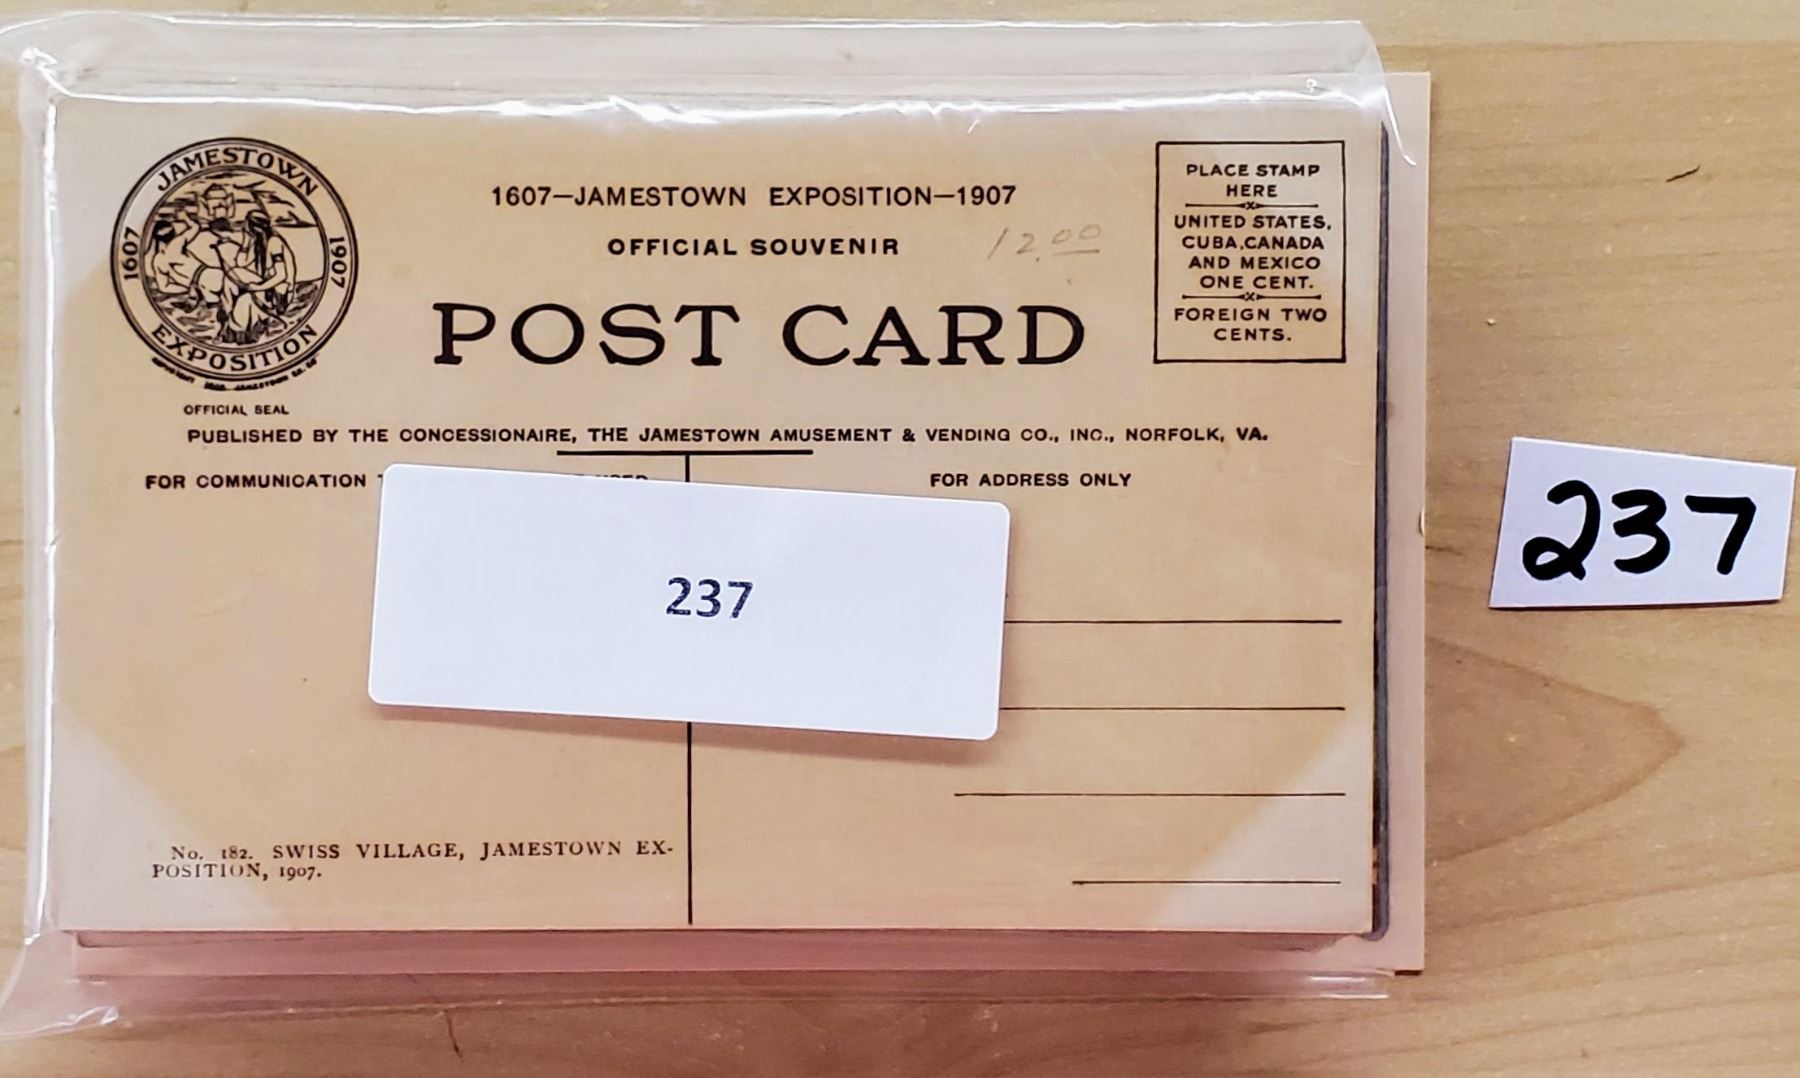 JAMESTOWN
1607 1907
EXPOSITION
OFFICIAL SEAL
1607—JAMESTOWN EXPOSITION—1907
OFFICIAL SOUVENIR
12.00
POST CARD
PLACE STAMP
HERE
UNITED STATES,
CUBA, CANADA
AND MEXICO
ONE CENT.
FOREIGN TWO
CENTS.
PUBLISHED BY THE CONCESSIONAIRE, THE JAMESTOWN AMUSEMENT & VENDING CO., INC., NORFOLK, VA.
FOR COMMUNICATION
FOR ADDRESS ONLY
237
237
No. 182. SWISS VILLAGE, JAMESTOWN EX-
POSITION, 1907.